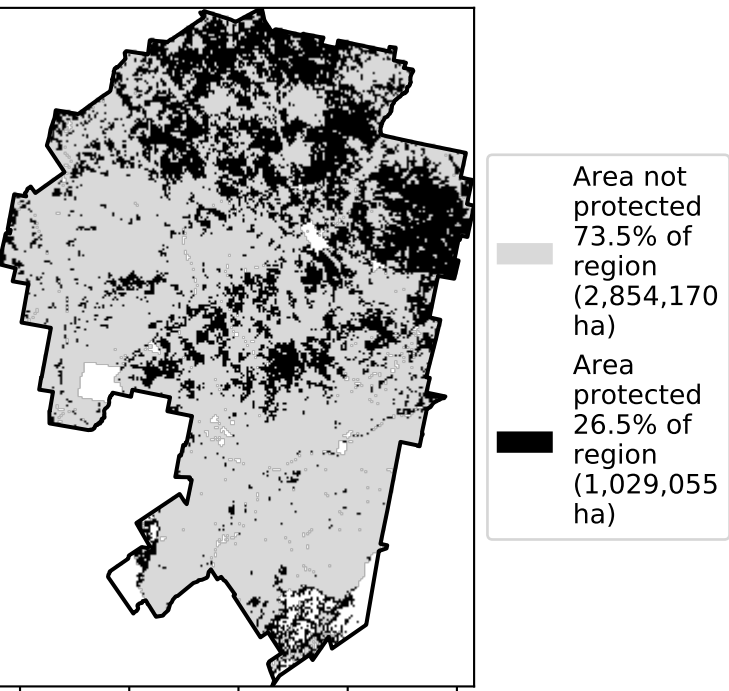 Area not
protected
73.5% of
region
(2,854,170
ha)
Area
protected
26.5% of
region
(1,029,055
ha)